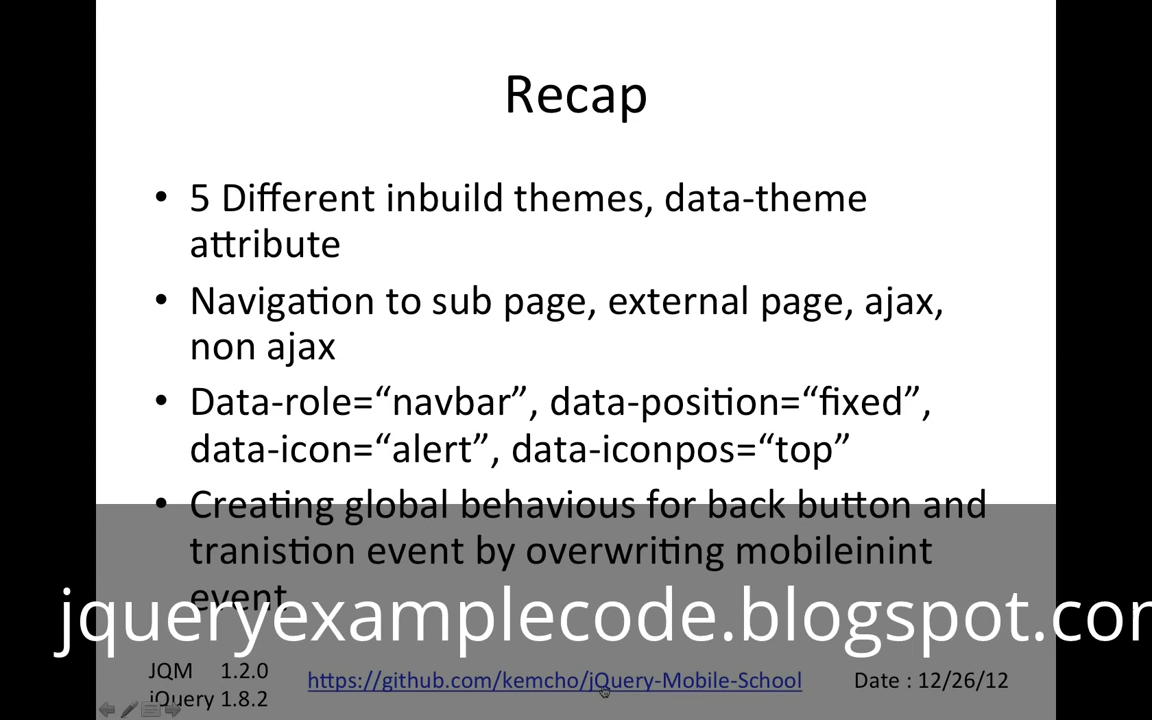 Recap
• 5 Different inbuild themes, data-theme
attribute
• Navigation to sub page, external page, ajax,
non ajax
• Data-role=“navbar”, data-position=“fixed”,
data-icon=“alert”, data-iconpos=“top”
• Creating global behavious for back button and
tranistion event by overwriting mobileinint
event
jqueryexamplecode.blogspot.com
JQM 1.2.0
jQuery 1.8.2
https://github.com/kemcho/jQuery-Mobile-School
Date : 12/26/12